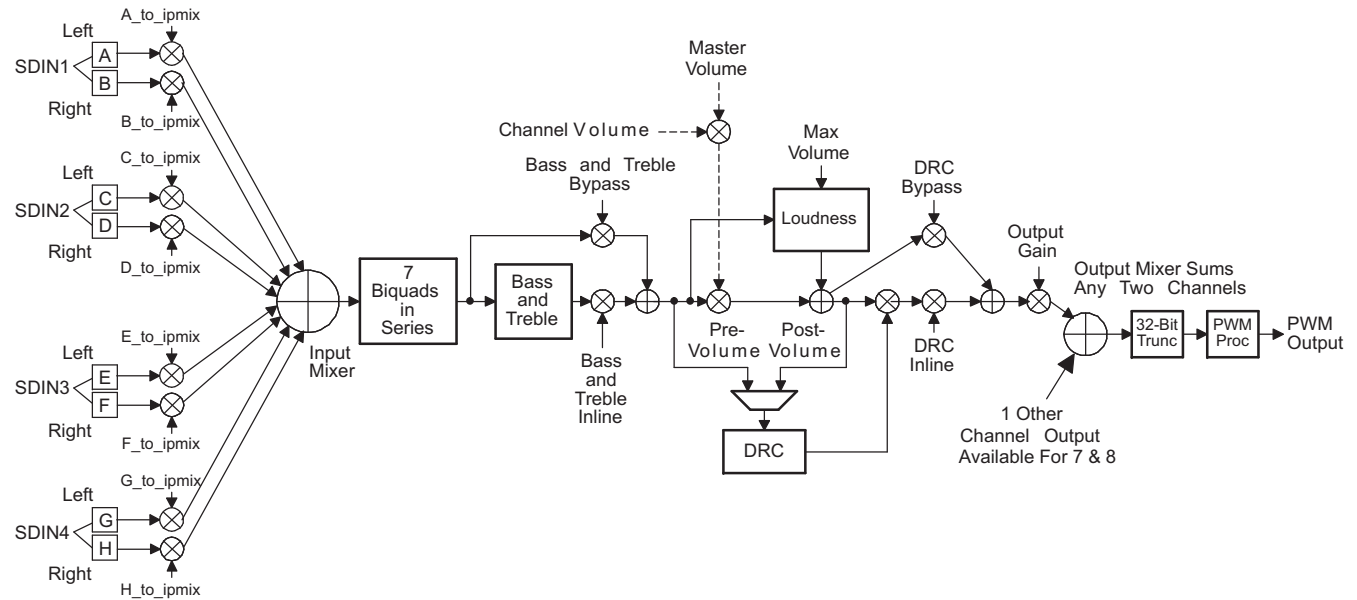 A_to_ipmix
Left
SDIN1
A
B
Right
B_to_ipmix
C_to_ipmix
Left
SDIN2
C
D
Right
D_to_ipmix
E_to_ipmix
Left
SDIN3
E
F
Right
F_to_ipmix
G_to_ipmix
Left
SDIN4
G
H
Right
H_to_ipmix
Input
Mixer
7
Biquads
in
Series
Bass and Treble
Bypass
Bass
and
Treble
Bass
and
Treble
Inline
Master
Volume
Channel Volume
Max
Volume
Loudness
Pre-
Volume
Post-
Volume
DRC
DRC
Bypass
DRC
Inline
Output
Gain
Output Mixer Sums
Any Two Channels
1 Other
Channel Output
Available For 7 & 8
32-Bit
Trunc
PWM
Proc
PWM
Output